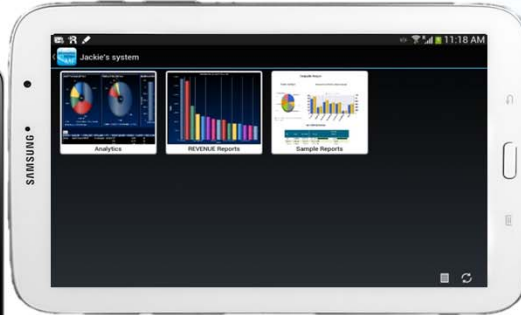 11:18 AM
Jackie's system
Analytics
REVENUE Reports
Sample Reports
SAMSUNG